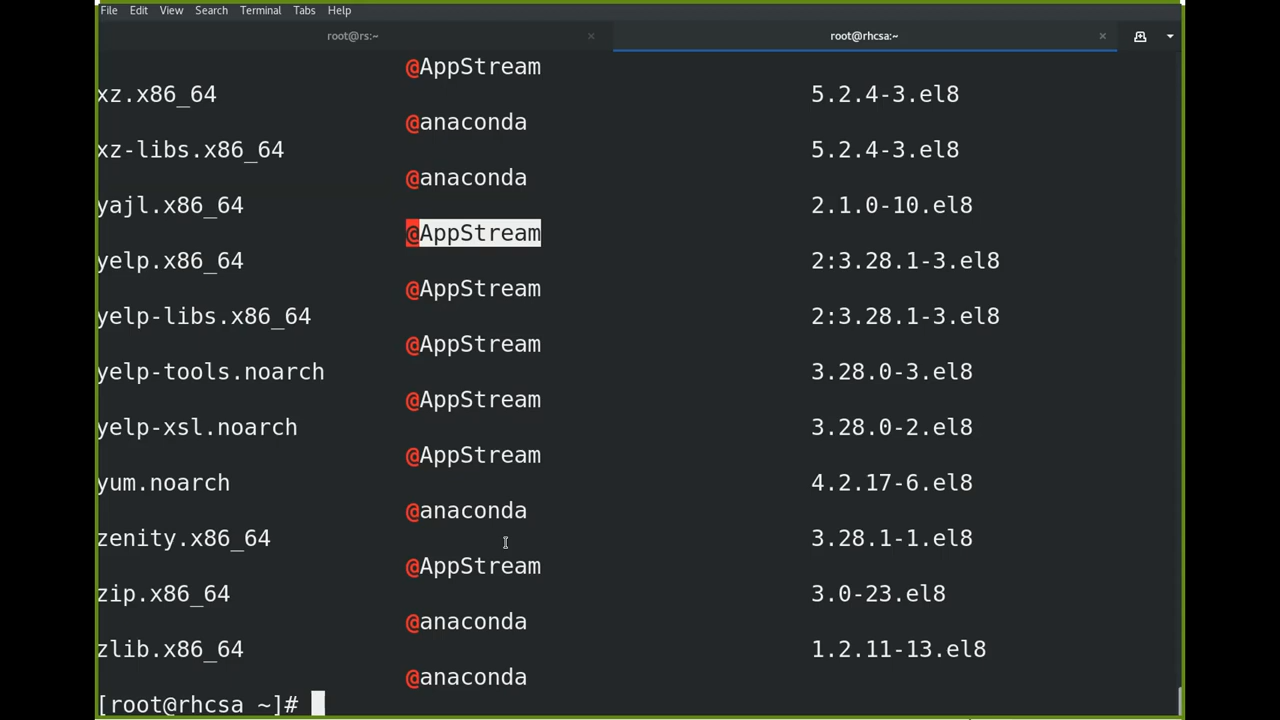 File Edit View Search Terminal Tabs Help
root@rs:~ × root@rhcsa:~ ×
@AppStream
xz.x86_64 5.2.4-3.el8
@anaconda
xz-libs.x86_64 5.2.4-3.el8
@anaconda
yajl.x86_64 2.1.0-10.el8
@AppStream
yelp.x86_64 2:3.28.1-3.el8
@AppStream
yelp-libs.x86_64 2:3.28.1-3.el8
@AppStream
yelp-tools.noarch 3.28.0-3.el8
@AppStream
yelp-xsl.noarch 3.28.0-2.el8
@AppStream
yum.noarch 4.2.17-6.el8
@anaconda
zenity.x86_64 3.28.1-1.el8
@AppStream
zip.x86_64 3.0-23.el8
@anaconda
zlib.x86_64 1.2.11-13.el8
@anaconda
[root@rhcsa ~]#